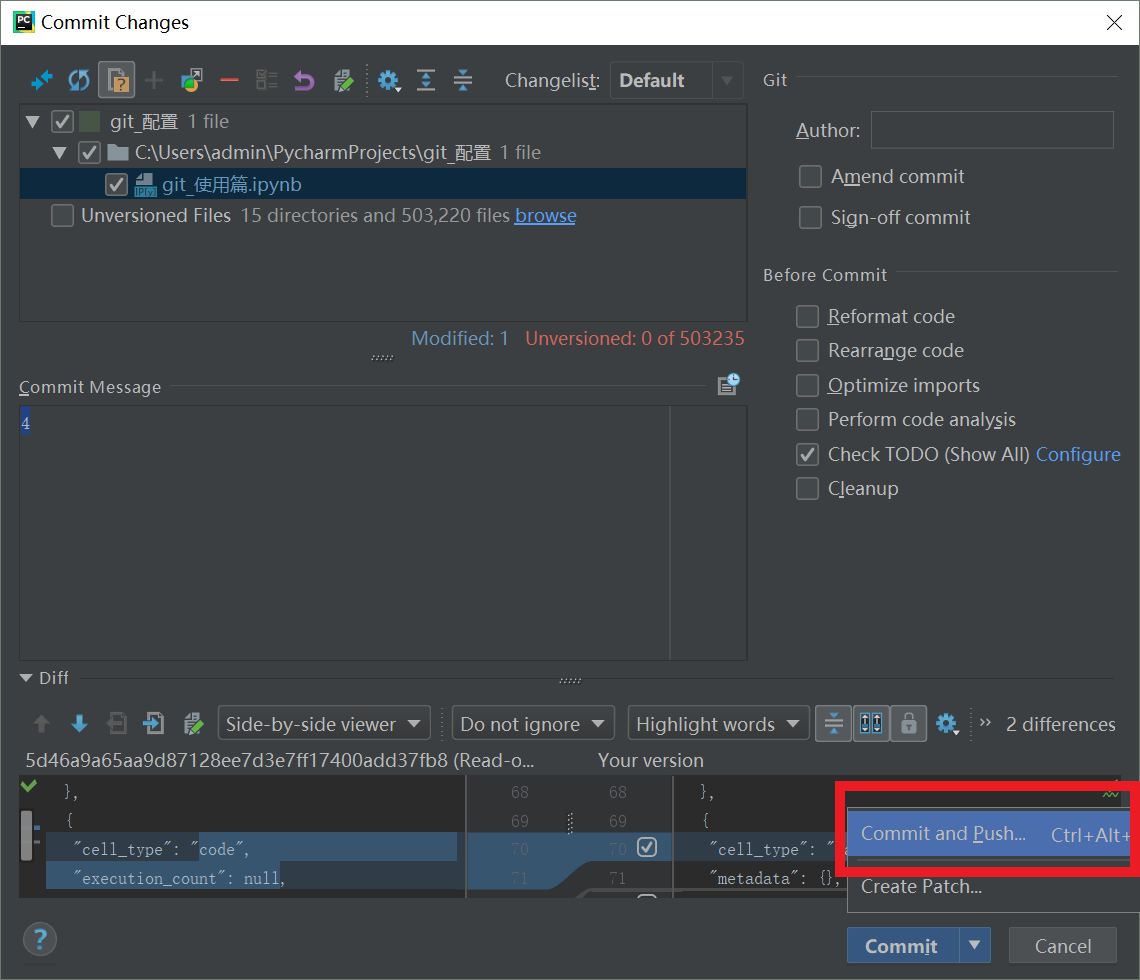 Commit Changes
Changelist: Default
Git
git_配置 1 file
C:\Users\admin\PycharmProjects\git_配置 1 file
git_使用篇.ipynb
Unversioned Files 15 directories and 503,220 files browse
Author:
Amend commit
Sign-off commit
Before Commit
Reformat code
Rearrange code
Optimize imports
Perform code analysis
Check TODO (Show All) Configure
Cleanup
Modified: 1 Unversioned: 0 of 503235
Commit Message
4
Diff
Side-by-side viewer Do not ignore Highlight words 2 differences
5d46a9a65aa9d87128ee7d3e7ff17400add37fb8 (Read-o... Your version
}, 68 68 },
{ 69 69 {
"cell_type": "code", 70 70 "cell_type": "
"execution_count": null, 71 71 "metadata": {},
Commit and Push... Ctrl+Alt+
Create Patch...
? Commit Cancel